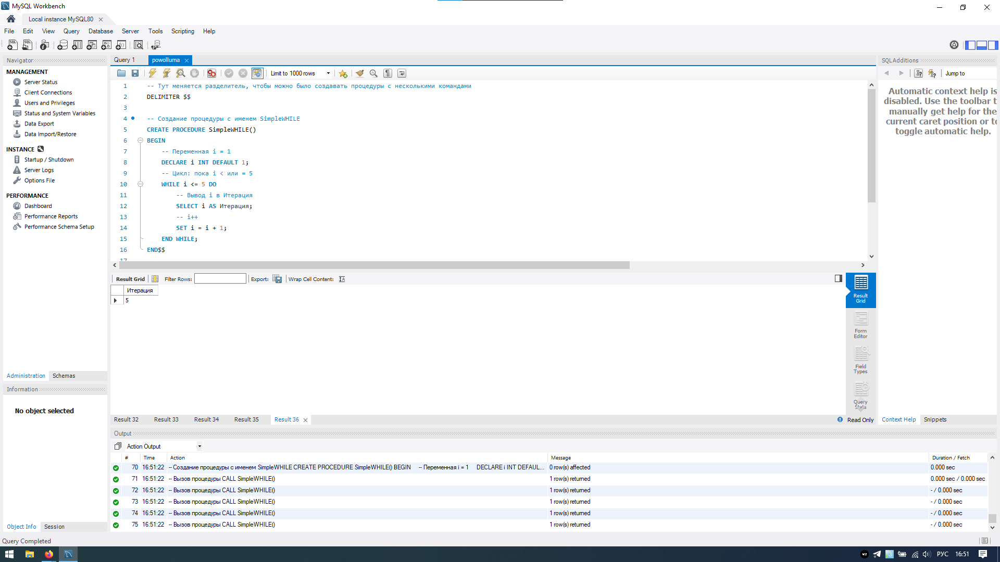 MySQL Workbench
Local instance MySQL80
File Edit View Query Database Server Tools Scripting Help
Navigator
MANAGEMENT
Server Status
Client Connections
Users and Privileges
Status and System Variables
Data Export
Data Import/Restore
INSTANCE
Startup / Shutdown
Server Logs
Options File
PERFORMANCE
Dashboard
Performance Reports
Performance Schema Setup
Administration Schemas
Information
No object selected
Object Info Session
Query 1 powolluma
Limit to 1000 rows
1 -- Тут меняется разделитель, чтобы можно было создавать процедуры с несколькими командами
2 DELIMITER $$
3
4 -- Создание процедуры с именем SimpleWHILE
5 CREATE PROCEDURE SimpleWHILE()
6 BEGIN
7 -- Переменная i = 1
8 DECLARE i INT DEFAULT 1;
9 -- Цикл: пока i < или = 5
10 WHILE i <= 5 DO
11 -- Вывод i в Итерация
12 SELECT i AS Итерация;
13 -- i++
14 SET i = i + 1;
15 END WHILE;
16 END$$
17
Result Grid Filter Rows: Export: Wrap Cell Content:
Итерация
5
Result Grid
Form Editor
Field Types
Query Stats
Result 32 Result 33 Result 34 Result 35 Result 36
Read Only
SQLAdditions
Jump to
Automatic context help is
disabled. Use the toolbar t
manually get help for the
current caret position or to
toggle automatic help.
Context Help Snippets
Output
Action Output
# Time Action Message Duration / Fetch
70 16:51:22 -- Создание процедуры с именем SimpleWHILE CREATE PROCEDURE SimpleWHILE() BEGIN -- Переменная i = 1 DECLARE i INT DEFAUL... 0 row(s) affected 0.000 sec
71 16:51:22 -- Вызов процедуры CALL SimpleWHILE() 1 row(s) returned 0.000 sec / 0.000 sec
72 16:51:22 -- Вызов процедуры CALL SimpleWHILE() 1 row(s) returned - / 0.000 sec
73 16:51:22 -- Вызов процедуры CALL SimpleWHILE() 1 row(s) returned - / 0.000 sec
74 16:51:22 -- Вызов процедуры CALL SimpleWHILE() 1 row(s) returned - / 0.000 sec
75 16:51:22 -- Вызов процедуры CALL SimpleWHILE() 1 row(s) returned - / 0.000 sec
Query Completed
РУС 16:51